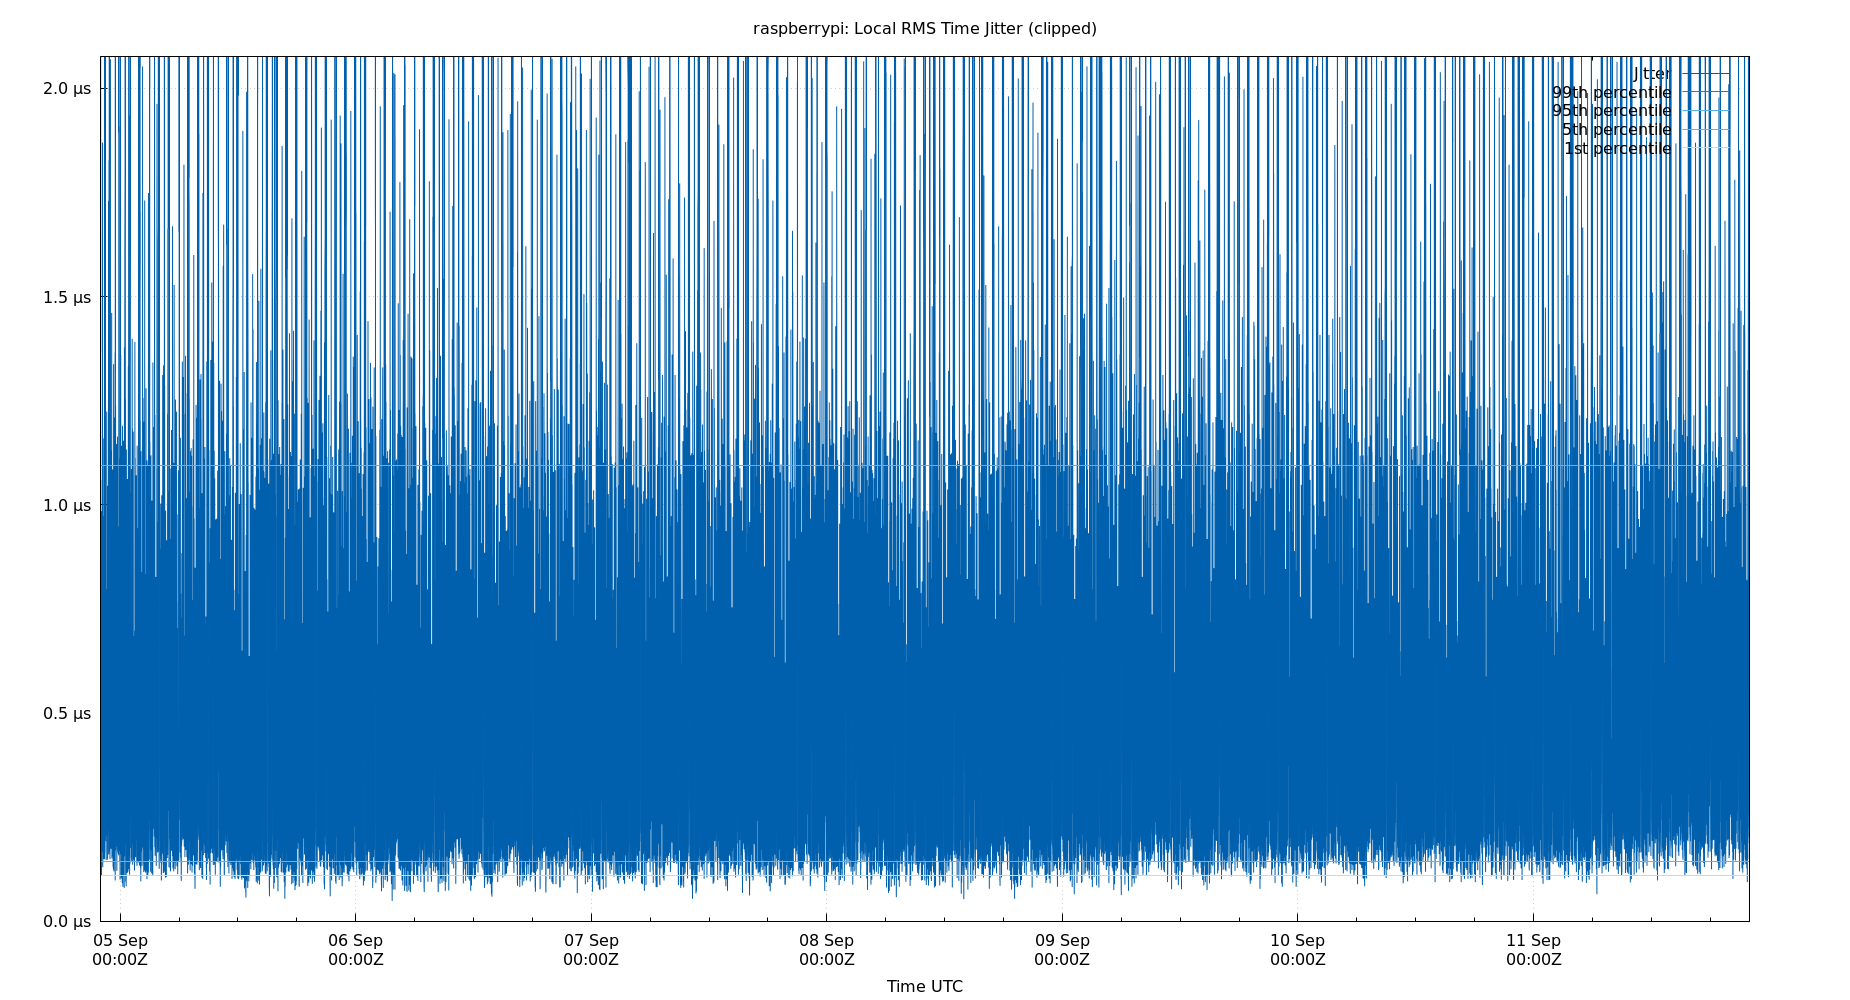 raspberrypi: Local RMS Time Jitter (clipped)
2.0 µs
1.5 µs
1.0 µs
0.5 µs
0.0 µs
Jitter
99th percentile
95th percentile
5th percentile
1st percentile
05 Sep
00:00Z
06 Sep
00:00Z
07 Sep
00:00Z
08 Sep
00:00Z
09 Sep
00:00Z
10 Sep
00:00Z
11 Sep
00:00Z
Time UTC